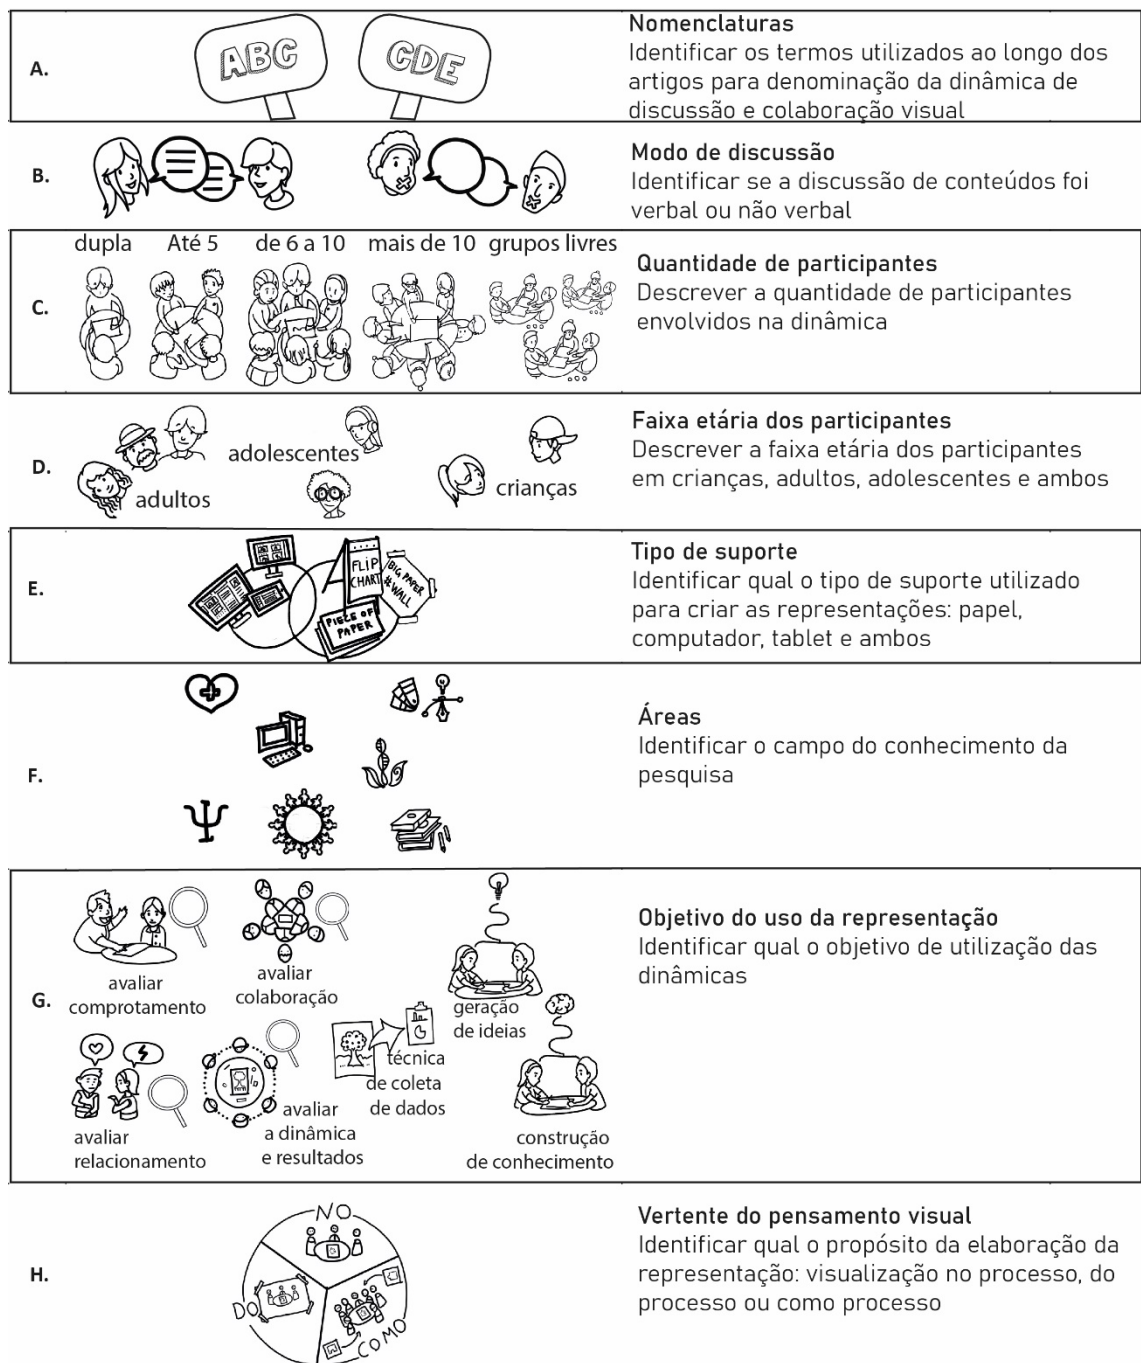 A.
ABC
CDE
Nomenclaturas
Identificar os termos utilizados ao longo dos
artigos para denominação da dinâmica de
discussão e colaboração visual
B.
Modo de discussão
Identificar se a discussão de conteúdos foi
verbal ou não verbal
C.
dupla
Até 5
de 6 a 10
mais de 10
grupos livres
Quantidade de participantes
Descrever a quantidade de participantes
envolvidos na dinâmica
D.
adultos
adolescentes
crianças
Faixa etária dos participantes
Descrever a faixa etária dos participantes
em crianças, adultos, adolescentes e ambos
E.
FLIP
CHART
BIG PAPER
#WALL
PIECE OF
PAPER
Tipo de suporte
Identificar qual o tipo de suporte utilizado
para criar as representações: papel,
computador, tablet e ambos
F.
Áreas
Identificar o campo do conhecimento da
pesquisa
G.
avaliar
comprotamento
avaliar
colaboração
geração
de ideias
avaliar
relacionamento
avaliar
a dinâmica
e resultados
técnica
de coleta
de dados
construção
de conhecimento
Objetivo do uso da representação
Identificar qual o objetivo de utilização das
dinâmicas
H.
NO
DO
COMO
Vertente do pensamento visual
Identificar qual o propósito da elaboração da
representação: visualização no processo, do
processo ou como processo